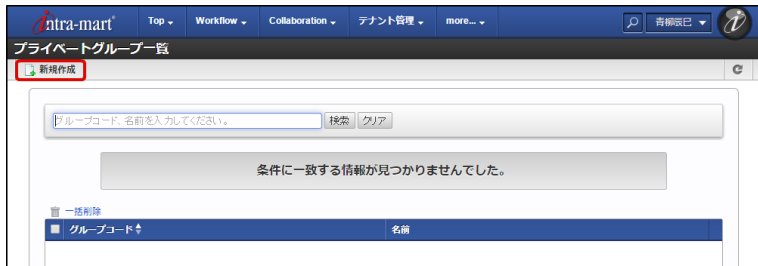 intra-mart Top Workflow Collaboration テナント管理 more... 青柳辰巳
プライベートグループ一覧
新規作成
グループコード、名前を入力してください。 検索 クリア
条件に一致する情報が見つかりませんでした。
一括削除
グループコード 名前